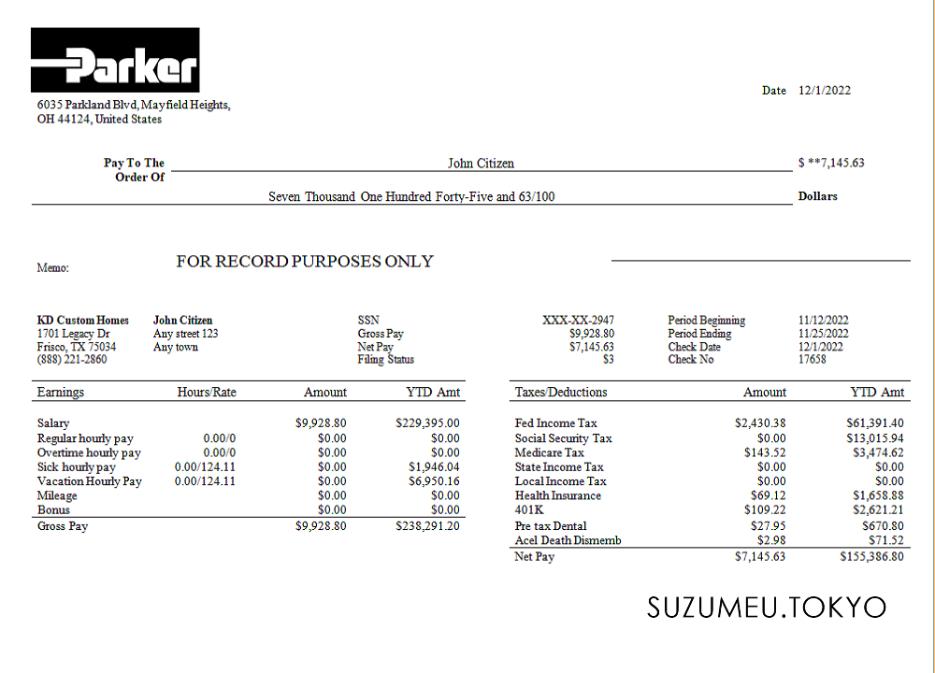 Parker
6035 Parkland Blvd, Mayfield Heights,
OH 44124, United States
Date 12/1/2022
Pay To The Order Of John Citizen $ **7,145.63
Seven Thousand One Hundred Forty-Five and 63/100 Dollars
Memo: FOR RECORD PURPOSES ONLY
KD Custom Homes John Citizen SSN XXX-XX-2947 Period Beginning 11/12/2022
1701 Legacy Dr Any street 123 Gross Pay $9,928.80 Period Ending 11/25/2022
Frisco, TX 75034 Any town Net Pay $7,145.63 Check Date 12/1/2022
(888) 221-2860 Filing Status $3 Check No 17658
Earnings Hours/Rate Amount YTD Amt Taxes/Deductions Amount YTD Amt
Salary $9,928.80 $229,395.00 Fed Income Tax $2,430.38 $61,391.40
Regular hourly pay 0.00/0 $0.00 $0.00 Social Security Tax $0.00 $13,015.94
Overtime hourly pay 0.00/0 $0.00 $0.00 Medicare Tax $143.52 $3,474.62
Sick hourly pay 0.00/124.11 $0.00 $1,946.04 State Income Tax $0.00 $0.00
Vacation Hourly Pay 0.00/124.11 $0.00 $6,950.16 Local Income Tax $0.00 $0.00
Mileage $0.00 $0.00 Health Insurance $69.12 $1,658.88
Bonus $0.00 $0.00 401K $109.22 $2,621.21
Gross Pay $9,928.80 $238,291.20 Pre tax Dental $27.95 $670.80
Acel Death Dismemb $2.98 $71.52
Net Pay $7,145.63 $155,386.80
SUZUMEU.TOKYO